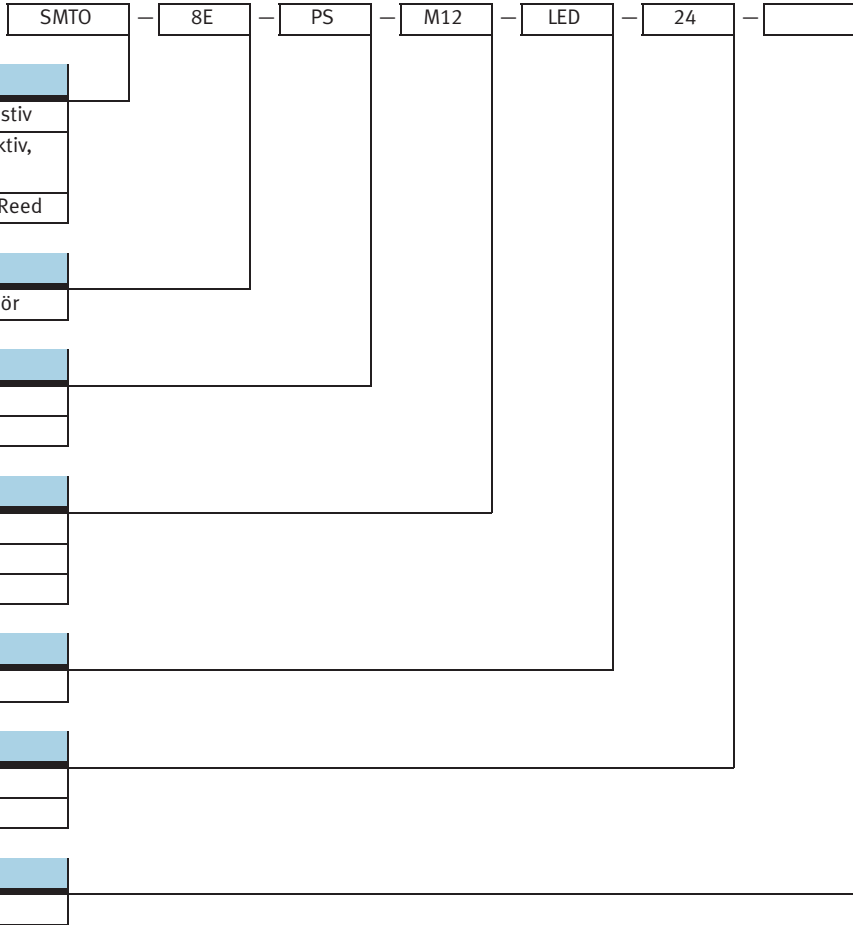 SMTO — 8E — PS — M12 — LED — 24 —
stiv
ktiv,
Reed
ör